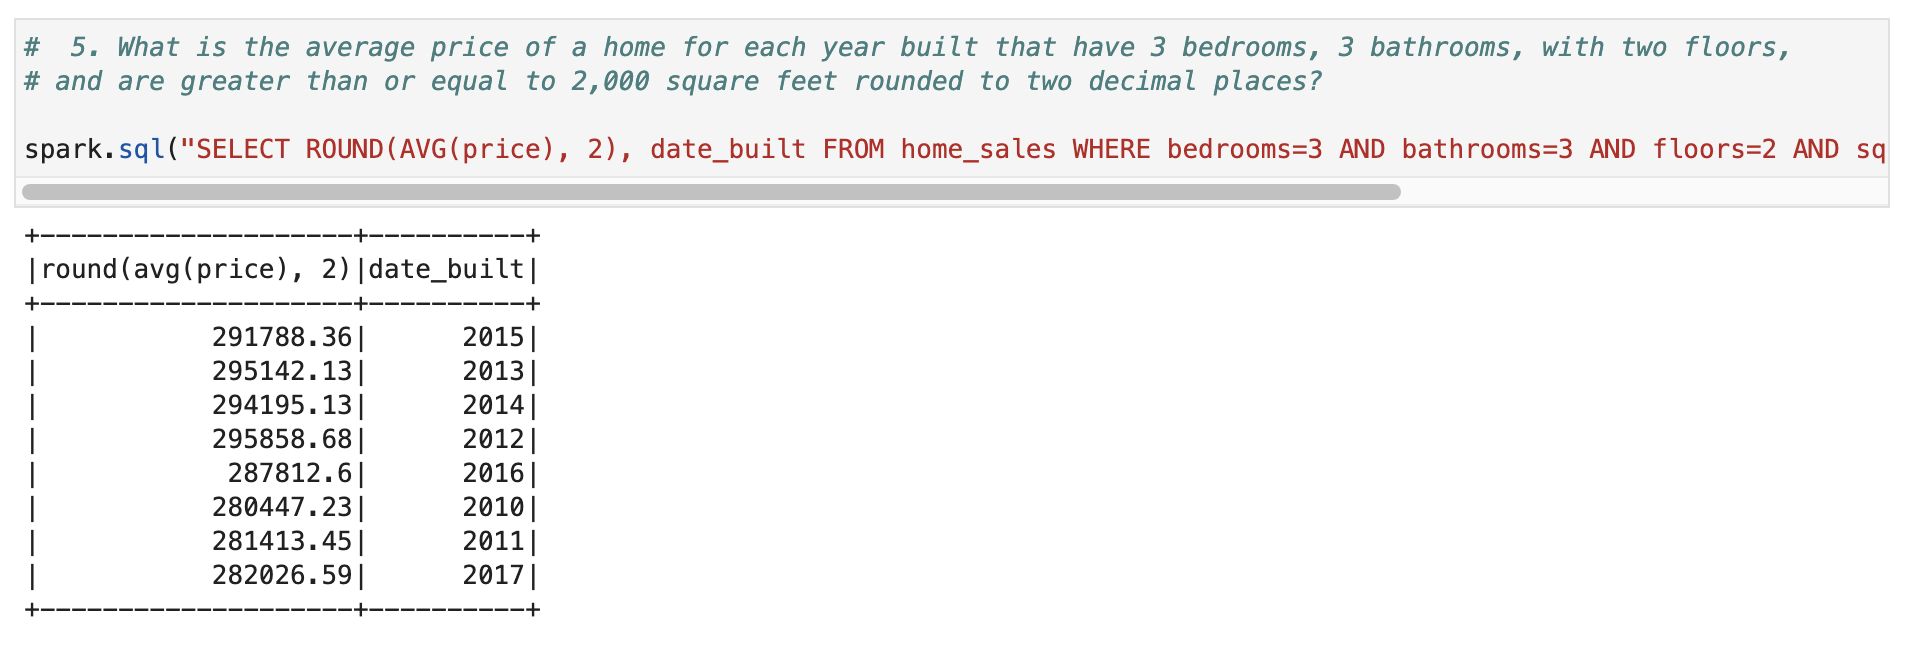 #  5. What is the average price of a home for each year built that have 3 bedrooms, 3 bathrooms, with two floors,
# and are greater than or equal to 2,000 square feet rounded to two decimal places?
spark.sql("SELECT ROUND(AVG(price), 2), date_built FROM home_sales WHERE bedrooms=3 AND bathrooms=3 AND floors=2 AND sq
+--------------------+----------+
|round(avg(price), 2)|date_built|
+--------------------+----------+
|           291788.36|      2015|
|           295142.13|      2013|
|           294195.13|      2014|
|           295858.68|      2012|
|            287812.6|      2016|
|           280447.23|      2010|
|           281413.45|      2011|
|           282026.59|      2017|
+--------------------+----------+